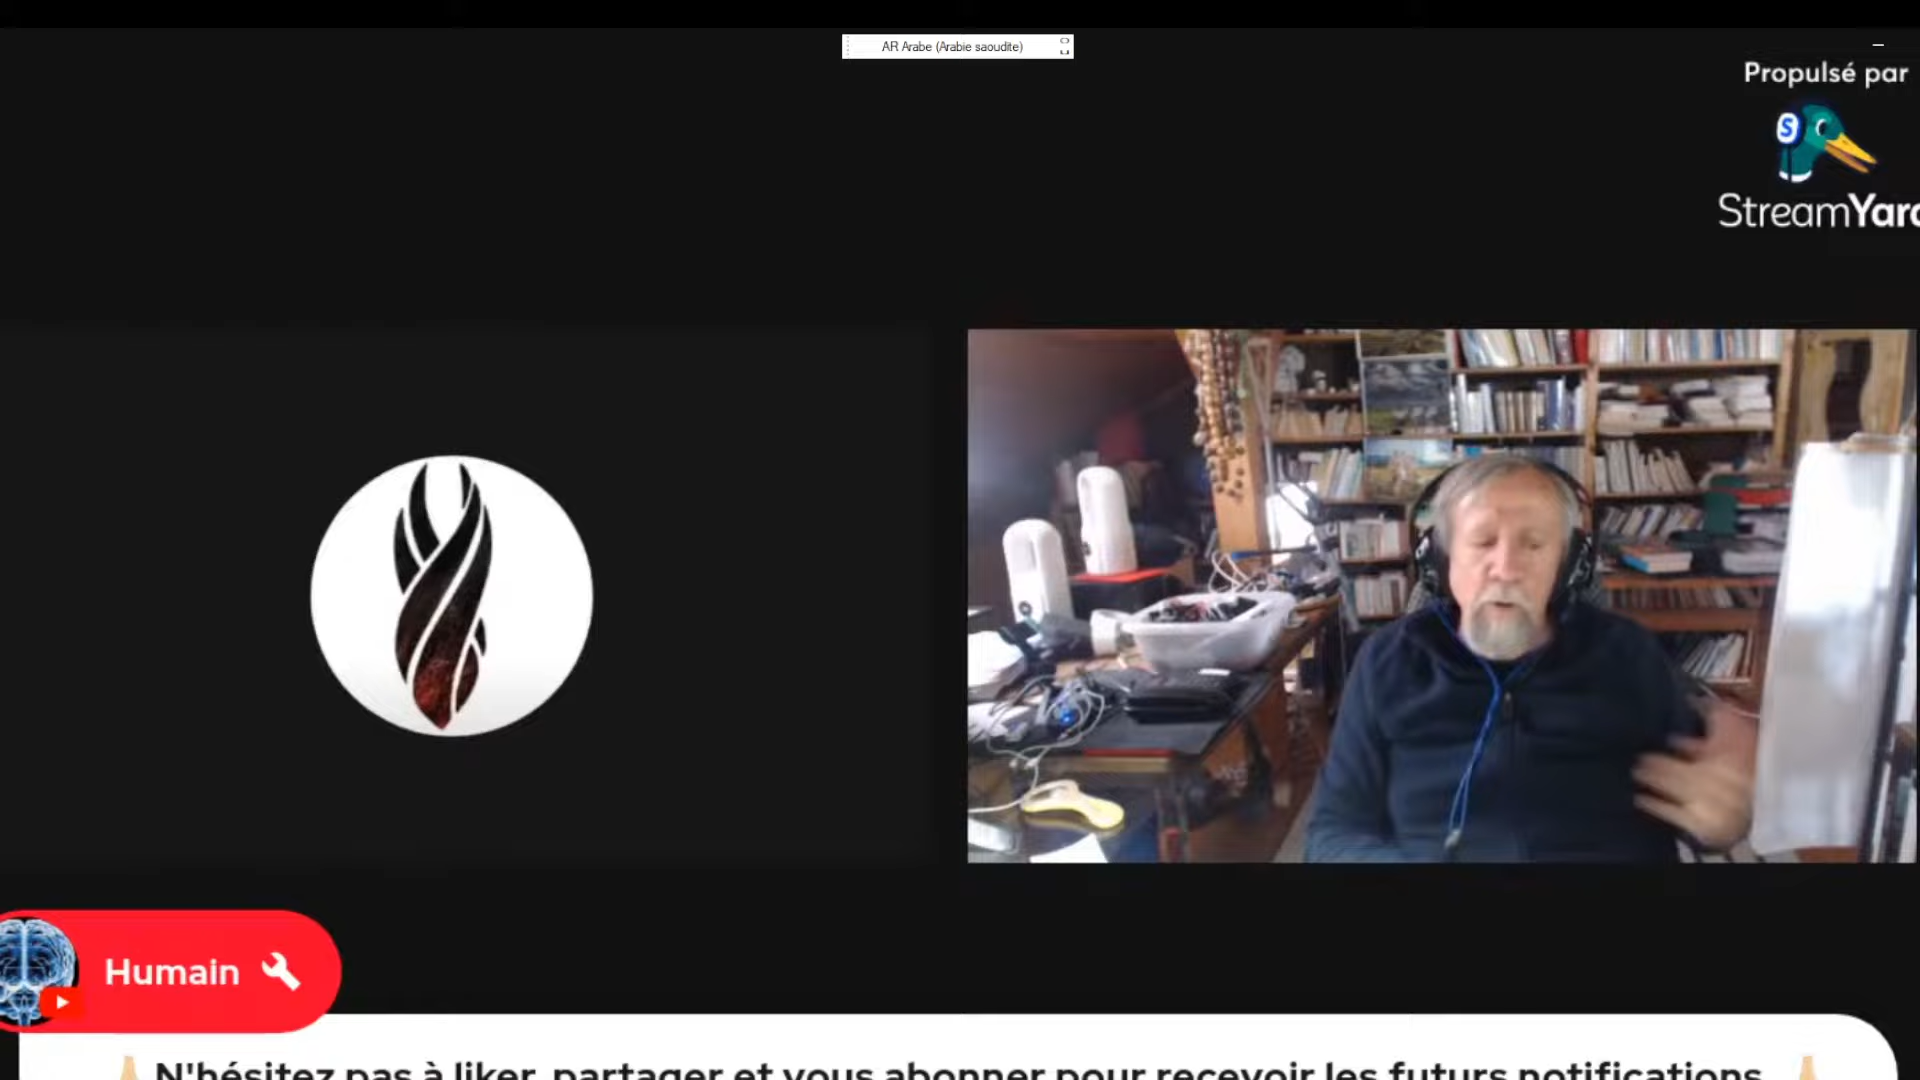 AR Arabe (Arabie saoudite)
Propulsé par
S
StreamYard
Humain
N'hésitez pas à liker, partager et vous abonner pour recevoir les futurs notifications